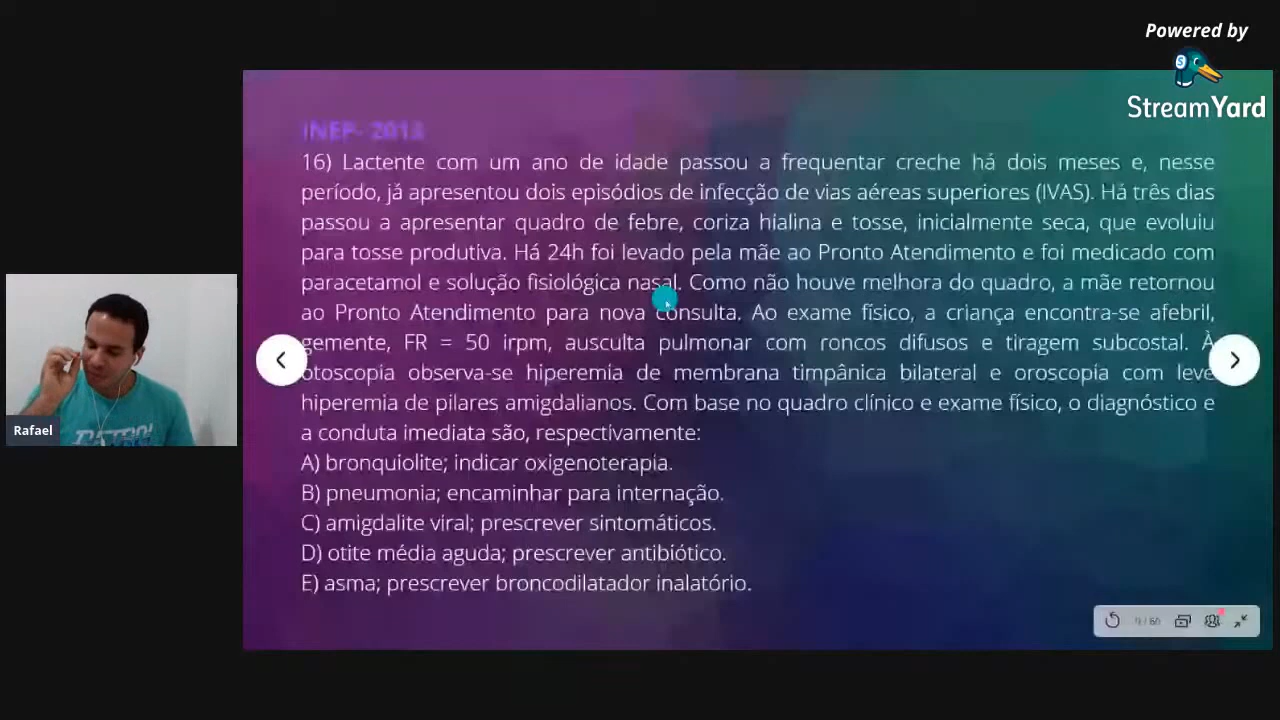 Powered by
StreamYard
INEP- 2013
16) Lactente com um ano de idade passou a frequentar creche há dois meses e, nesse
período, já apresentou dois episódios de infecção de vias aéreas superiores (IVAS). Há três dias
passou a apresentar quadro de febre, coriza hialina e tosse, inicialmente seca, que evoluiu
para tosse produtiva. Há 24h foi levado pela mãe ao Pronto Atendimento e foi medicado com
paracetamol e solução fisiológica nasal. Como não houve melhora do quadro, a mãe retornou
ao Pronto Atendimento para nova consulta. Ao exame físico, a criança encontra-se afebril,
gemente, FR = 50 irpm, ausculta pulmonar com roncos difusos e tiragem subcostal. À
otoscopia observa-se hiperemia de membrana timpânica bilateral e oroscopia com leve
hiperemia de pilares amigdalianos. Com base no quadro clínico e exame físico, o diagnóstico e
a conduta imediata são, respectivamente:
A) bronquiolite; indicar oxigenoterapia.
B) pneumonia; encaminhar para internação.
C) amigdalite viral; prescrever sintomáticos.
D) otite média aguda; prescrever antibiótico.
E) asma; prescrever broncodilatador inalatório.
Rafael